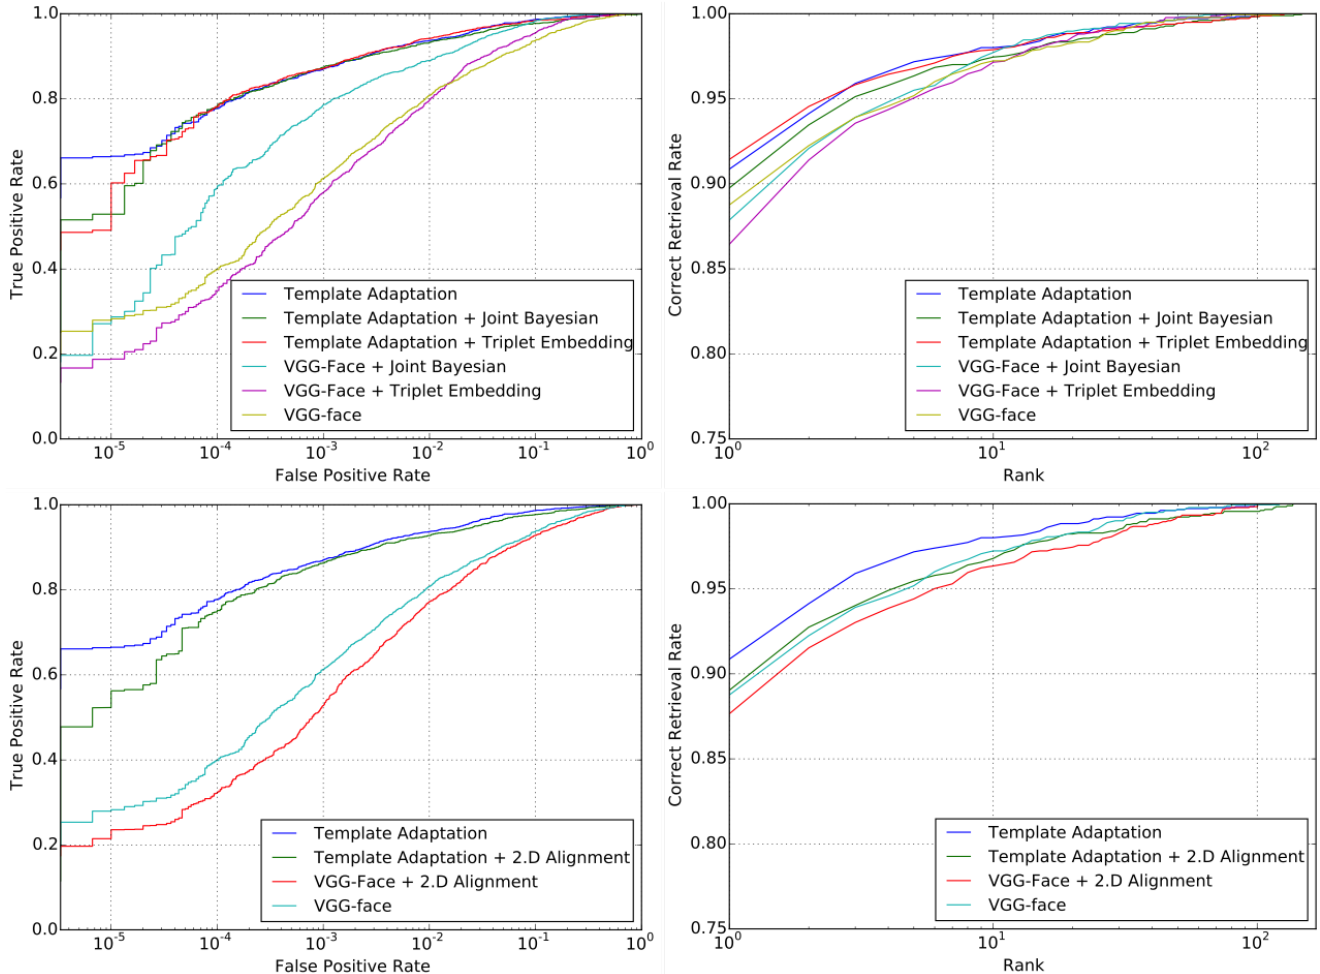 1.0
0.8
0.6
0.4
0.2
0.0
True Positive Rate
Template Adaptation
Template Adaptation + Joint Bayesian
Template Adaptation + Triplet Embedding
VGG-Face + Joint Bayesian
VGG-Face + Triplet Embedding
VGG-face
10^-5 10^-4 10^-3 10^-2 10^-1 10^0
False Positive Rate
1.00
0.95
0.90
0.85
0.80
0.75
Correct Retrieval Rate
Template Adaptation
Template Adaptation + Joint Bayesian
Template Adaptation + Triplet Embedding
VGG-Face + Joint Bayesian
VGG-Face + Triplet Embedding
VGG-face
10^0 10^1 10^2
Rank
1.0
0.8
0.6
0.4
0.2
0.0
True Positive Rate
Template Adaptation
Template Adaptation + 2.D Alignment
VGG-Face + 2.D Alignment
VGG-face
10^-5 10^-4 10^-3 10^-2 10^-1 10^0
False Positive Rate
1.00
0.95
0.90
0.85
0.80
0.75
Correct Retrieval Rate
Template Adaptation
Template Adaptation + 2.D Alignment
VGG-Face + 2.D Alignment
VGG-face
10^0 10^1 10^2
Rank